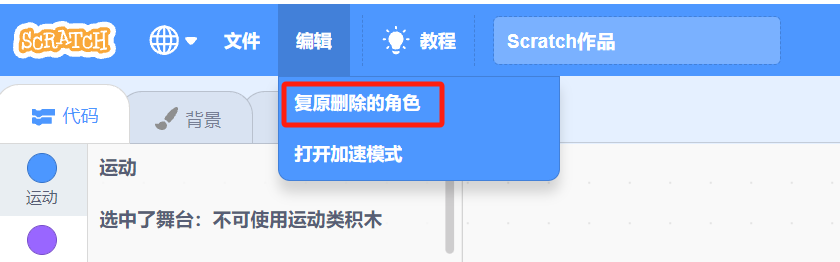 SCRATCH 文件 编辑 教程 Scratch作品
复原删除的角色
代码 背景
打开加速模式
运动
运动
选中了舞台：不可使用运动类积木